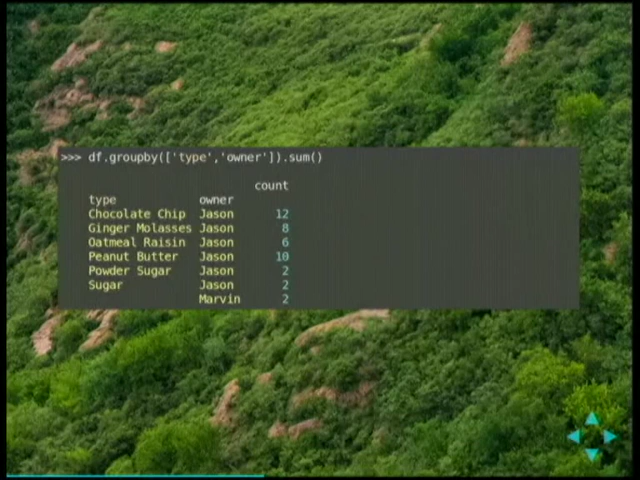 >>> df.groupby(['type','owner']).sum()
count
type owner
Chocolate Chip Jason 12
Ginger Molasses Jason 8
Oatmeal Raisin Jason 6
Peanut Butter Jason 10
Powder Sugar Jason 2
Sugar Jason 2
Marvin 2